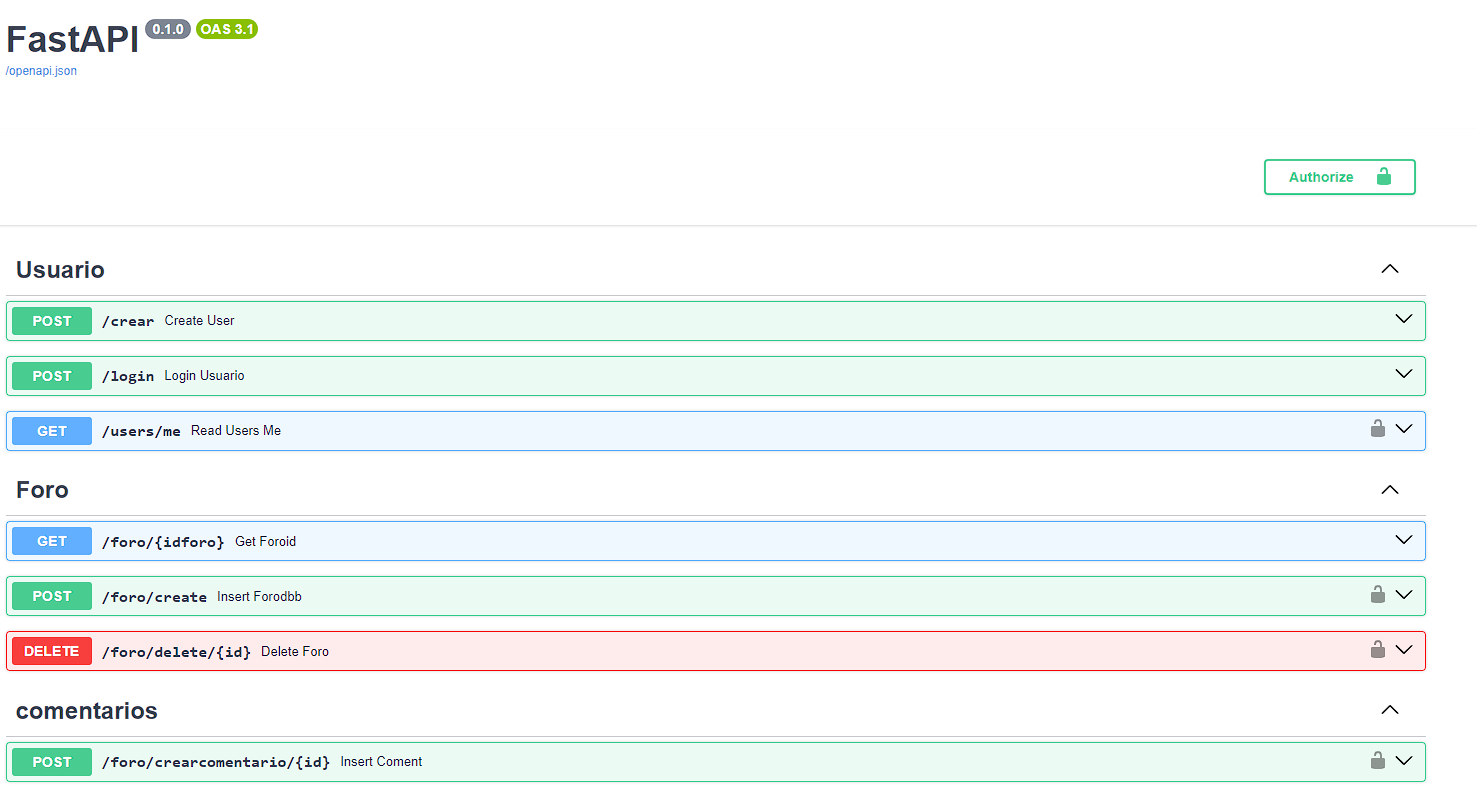 FastAPI 0.1.0 OAS 3.1
/openapi.json
Authorize
Usuario
POST /crear Create User
POST /login Login Usuario
GET /users/me Read Users Me
Foro
GET /foro/{idforo} Get Foroid
POST /foro/create Insert Forodbb
DELETE /foro/delete/{id} Delete Foro
comentarios
POST /foro/crearcomentario/{id} Insert Coment